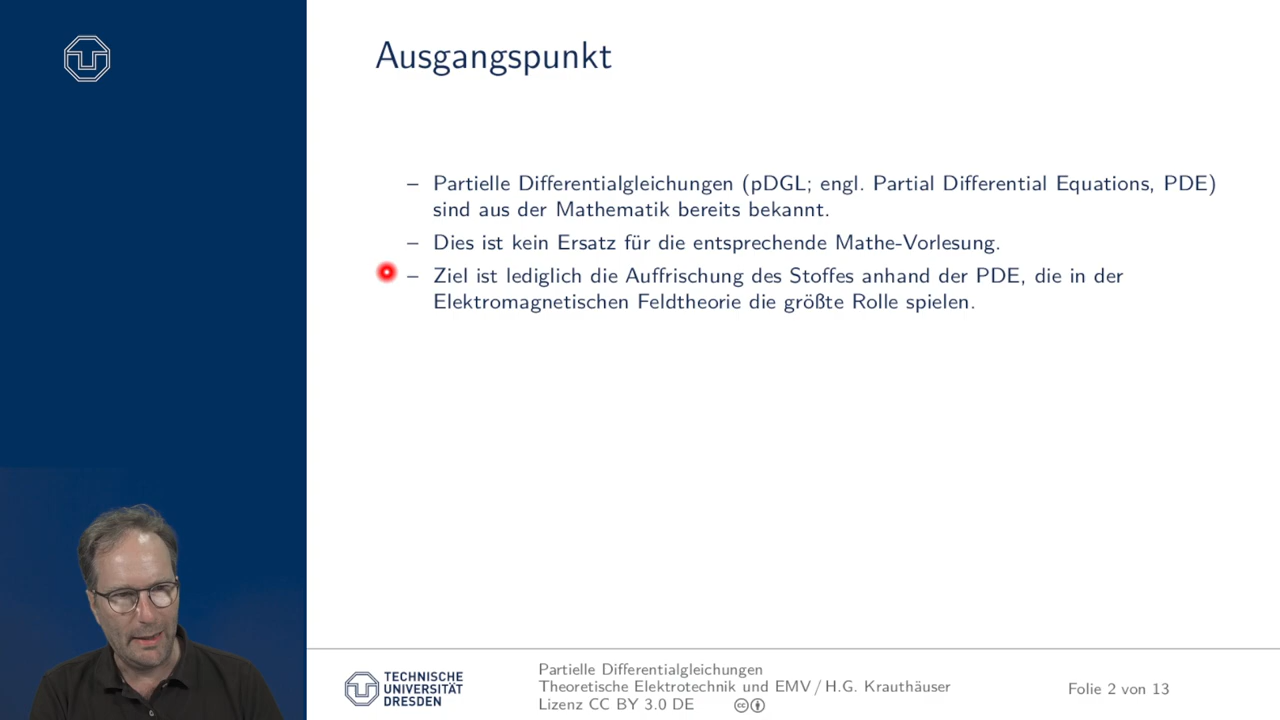 Ausgangspunkt
– Partielle Differentialgleichungen (pDGL; engl. Partial Differential Equations, PDE)
sind aus der Mathematik bereits bekannt.
– Dies ist kein Ersatz für die entsprechende Mathe-Vorlesung.
– Ziel ist lediglich die Auffrischung des Stoffes anhand der PDE, die in der
Elektromagnetischen Feldtheorie die größte Rolle spielen.
TECHNISCHE
UNIVERSITÄT
DRESDEN
Partielle Differentialgleichungen
Theoretische Elektrotechnik und EMV / H.G. Krauthäuser
Lizenz CC BY 3.0 DE
Folie 2 von 13